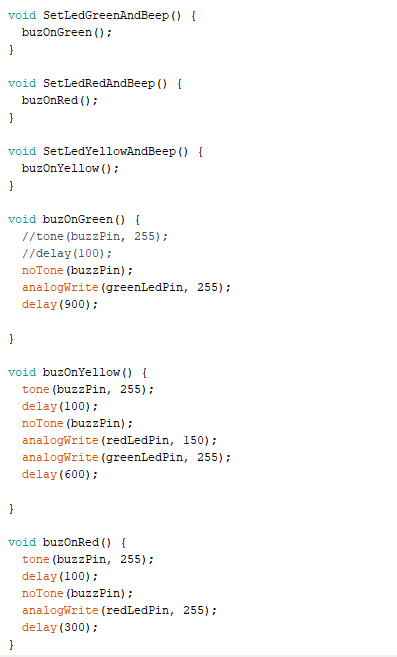 void SetLedGreenAndBeep() {
  buzOnGreen();
}

void SetLedRedAndBeep() {
  buzOnRed();
}

void SetLedYellowAndBeep() {
  buzOnYellow();
}

void buzOnGreen() {
  //tone(buzzPin, 255);
  //delay(100);
  noTone(buzzPin);
  analogWrite(greenLedPin, 255);
  delay(900);

}

void buzOnYellow() {
  tone(buzzPin, 255);
  delay(100);
  noTone(buzzPin);
  analogWrite(redLedPin, 150);
  analogWrite(greenLedPin, 255);
  delay(600);

}

void buzOnRed() {
  tone(buzzPin, 255);
  delay(100);
  noTone(buzzPin);
  analogWrite(redLedPin, 255);
  delay(300);
}